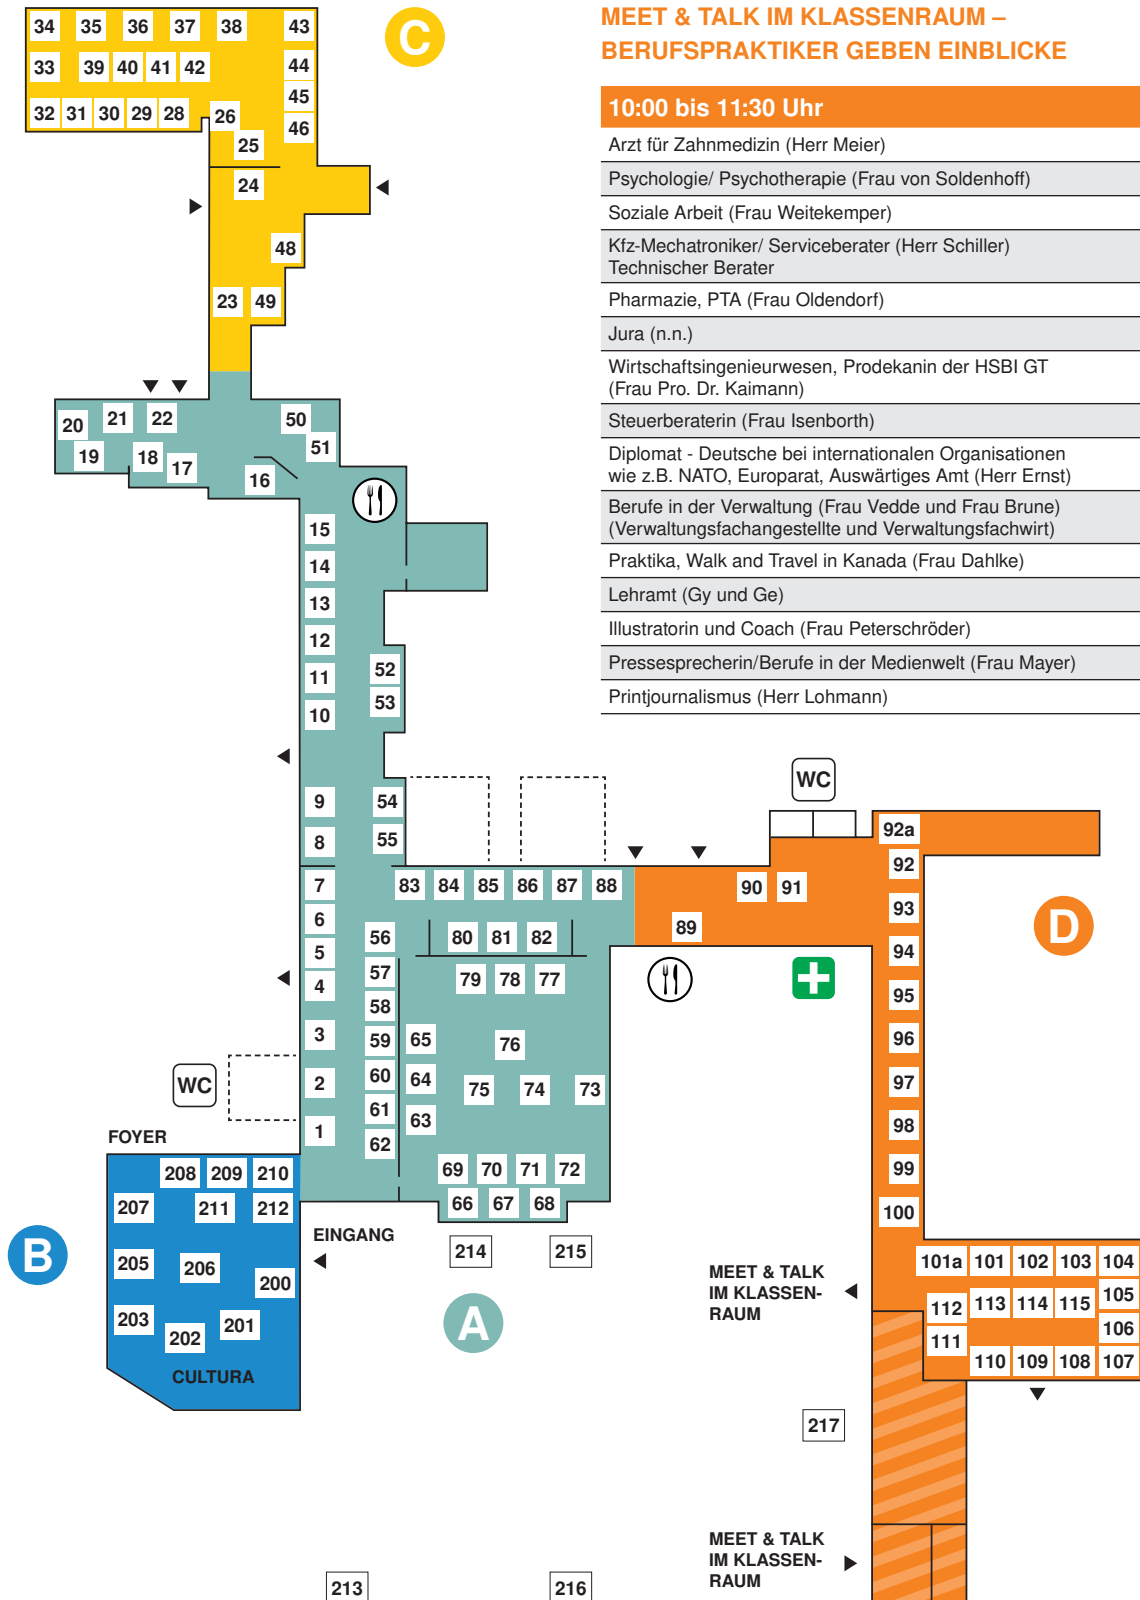 MEET & TALK IM KLASSENRAUM –
BERUFSPRAKTIKER GEBEN EINBLICKE
10:00 bis 11:30 Uhr
Arzt für Zahnmedizin (Herr Meier)
Psychologie/ Psychotherapie (Frau von Soldenhoff)
Soziale Arbeit (Frau Weitekemper)
Kfz-Mechatroniker/ Serviceberater (Herr Schiller)
Technischer Berater
Pharmazie, PTA (Frau Oldendorf)
Jura (n.n.)
Wirtschaftsingenieurwesen, Prodekanin der HSBI GT
(Frau Pro. Dr. Kaimann)
Steuerberaterin (Frau Isenborth)
Diplomat - Deutsche bei internationalen Organisationen
wie z.B. NATO, Europarat, Auswärtiges Amt (Herr Ernst)
Berufe in der Verwaltung (Frau Vedde und Frau Brune)
(Verwaltungsfachangestellte und Verwaltungsfachwirt)
Praktika, Walk and Travel in Kanada (Frau Dahlke)
Lehramt (Gy und Ge)
Illustratorin und Coach (Frau Peterschröder)
Pressesprecherin/Berufe in der Medienwelt (Frau Mayer)
Printjournalismus (Herr Lohmann)
C
34 35 36 37 38 43
33 39 40 41 42 44
45
32 31 30 29 28 26 46
25
24
48
23 49
20 21 22 50
19 18 17 16 51
15
14
13
12
11 52
10 53
9 54
8 55
7 83 84 85 86 87 88
6
5 56 80 81 82
4 57 79 78 77
58
3 59 65 76
2 60 64 75 74 73
61
1 62 63
69 70 71 72
66 67 68
WC
FOYER
208 209 210
207 211 212
205 206 200
203 202 201
CULTURA
B
EINGANG
214 215
A
WC
92a
90 91 92
89 93
D
94
95
96
97
98
99
100
101a 101 102 103 104
112 113 114 115 105
111 106
110 109 108 107
MEET & TALK
IM KLASSEN-
RAUM
217
MEET & TALK
IM KLASSEN-
RAUM
213 216